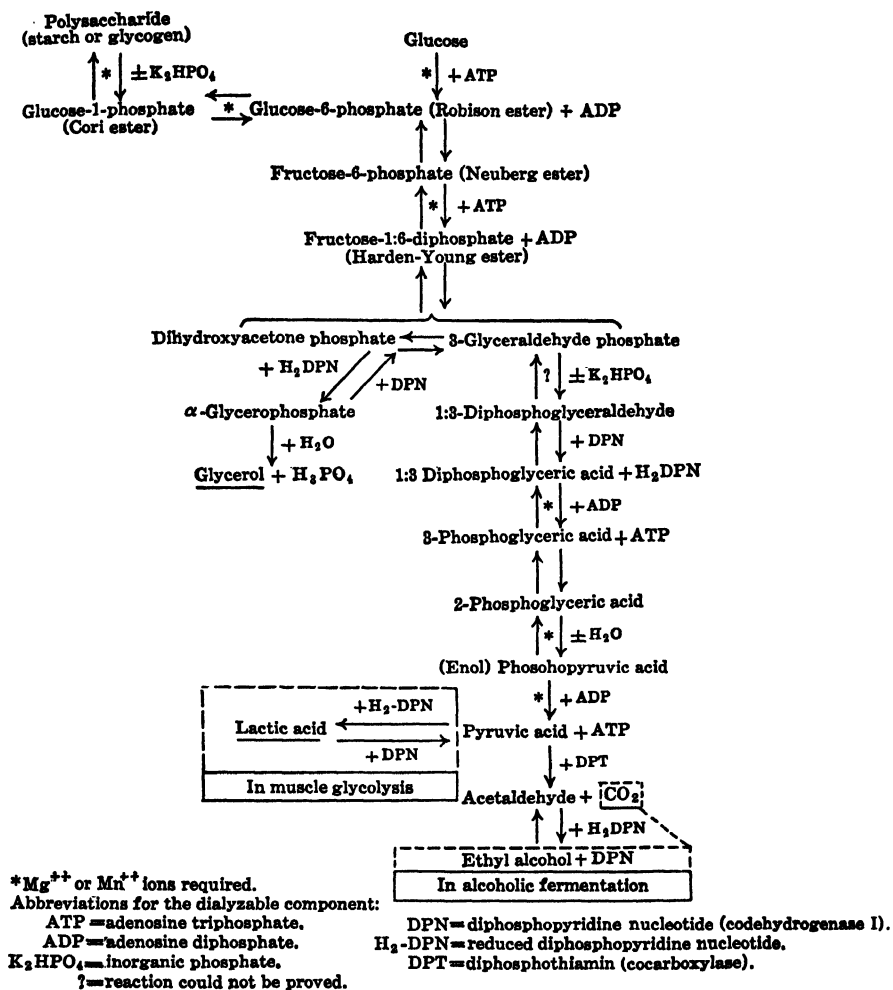 Polysaccharide
(starch or glycogen)
Glucose
* ±K₂HPO₄
* +ATP
Glucose-1-phosphate
(Cori ester)
*
Glucose-6-phosphate (Robison ester) + ADP
Fructose-6-phosphate (Neuberg ester)
* +ATP
Fructose-1:6-diphosphate +ADP
(Harden-Young ester)
Dihydroxyacetone phosphate
3-Glyceraldehyde phosphate
+ H₂DPN
+DPN
? ±K₂HPO₄
α-Glycerophosphate
1:3-Diphosphoglyceraldehyde
+H₂O
+ DPN
Glycerol + H₃PO₄
1:3 Diphosphoglyceric acid +H₂DPN
* +ADP
3-Phosphoglyceric acid + ATP
2-Phosphoglyceric acid
* ±H₂O
(Enol) Phosohopyruvic acid
* +ADP
+H₂-DPN
Lactic acid
Pyruvic acid + ATP
+DPN
+DPT
In muscle glycolysis
Acetaldehyde + CO₂
+ H₂DPN
Ethyl alcohol + DPN
In alcoholic fermentation
*Mg⁺⁺ or Mn⁺⁺ ions required.
Abbreviations for the dialyzable component:
ATP=adenosine triphosphate.
ADP=adenosine diphosphate.
K₂HPO₄=inorganic phosphate.
?=reaction could not be proved.
DPN=diphosphopyridine nucleotide (codehydrogenase I).
H₂-DPN=reduced diphosphopyridine nucleotide.
DPT=diphosphothiamin (cocarboxylase).